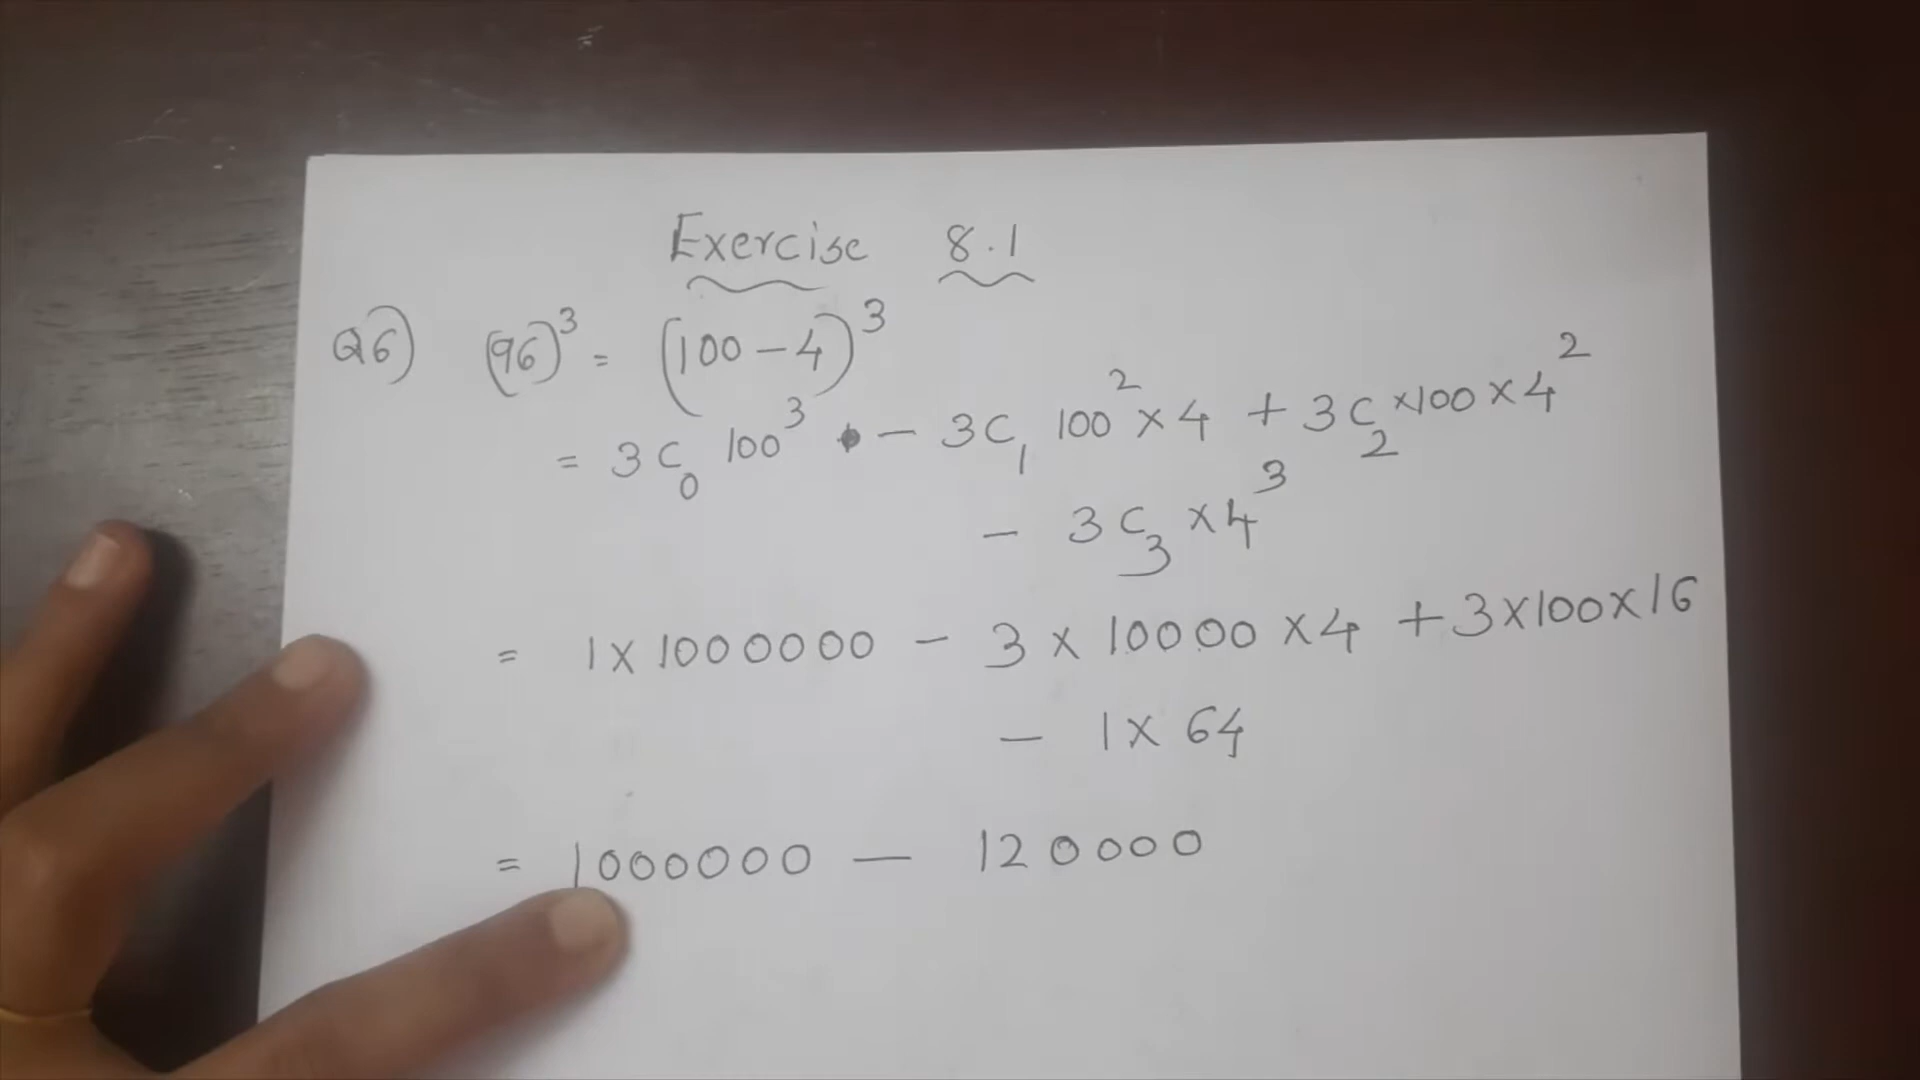 Exercise 8.1
Q6) (96)³ = (100-4)³
= 3C₀ 100³ - 3C₁ 100² × 4 + 3C₂ ×100 × 4²
- 3C₃ × 4³
= 1 × 1000000 - 3 × 10000 × 4 + 3×100×16
- 1 × 64
= 1000000 - 120000